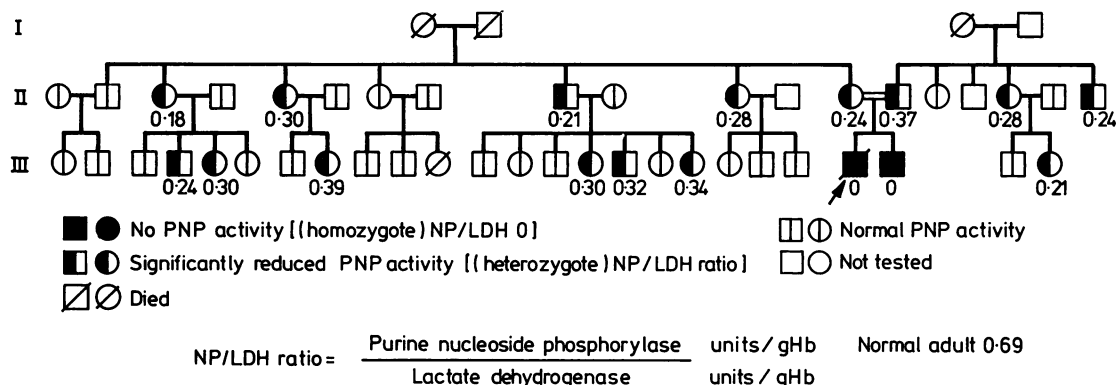 I
II
0·18 0·30 0·21 0·28 0·24 0·37 0·28 0·24
III
0·24 0·30 0·39 0·30 0·32 0·34 0 0 0·21
No PNP activity [(homozygote) NP/LDH 0]
Normal PNP activity
Significantly reduced PNP activity [(heterozygote) NP/LDH ratio]
Not tested
Died
NP/LDH ratio = Purine nucleoside phosphorylase units/gHb Normal adult 0·69
Lactate dehydrogenase units/gHb